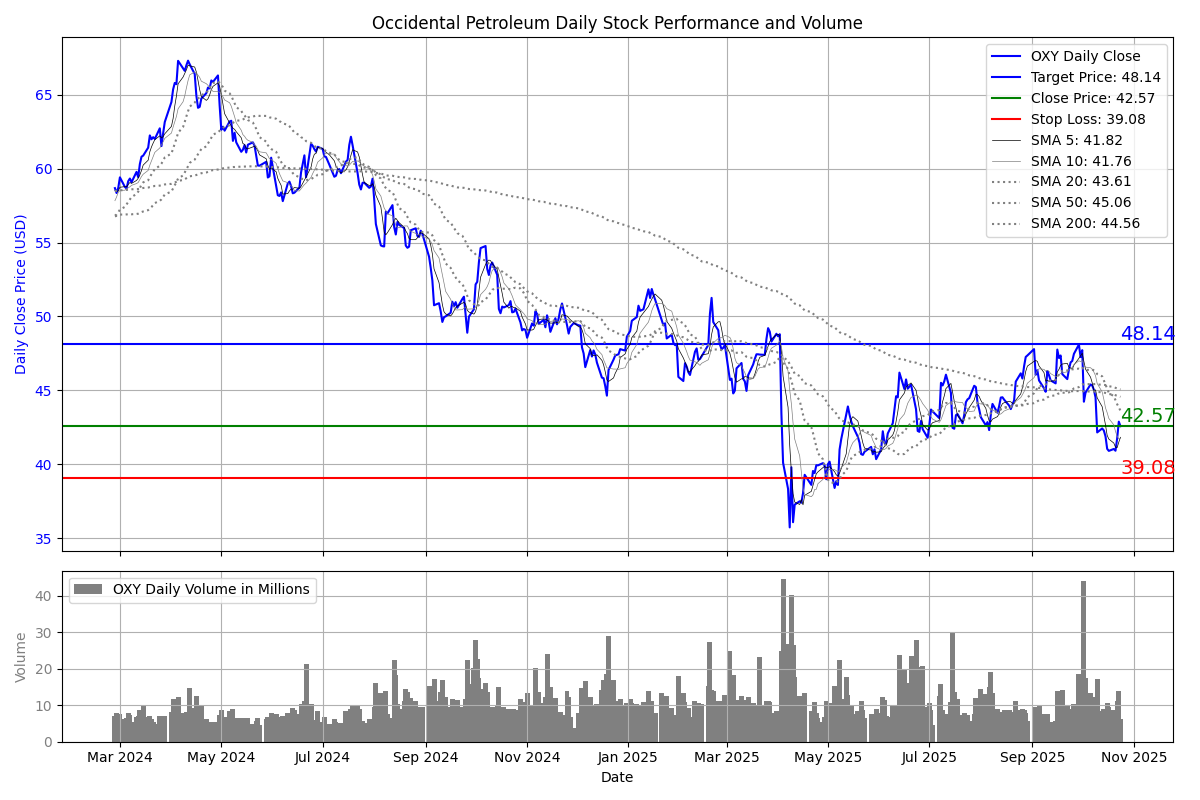 Occidental Petroleum Daily Stock Performance and Volume
OXY Daily Close
Target Price: 48.14
Close Price: 42.57
Stop Loss: 39.08
SMA 5: 41.82
SMA 10: 41.76
SMA 20: 43.61
SMA 50: 45.06
SMA 200: 44.56
Daily Close Price (USD)
65
60
55
50
45
40
35
48.14
42.57
39.08
OXY Daily Volume in Millions
Volume
40
30
20
10
0
Mar 2024 May 2024 Jul 2024 Sep 2024 Nov 2024 Jan 2025 Mar 2025 May 2025 Jul 2025 Sep 2025 Nov 2025
Date